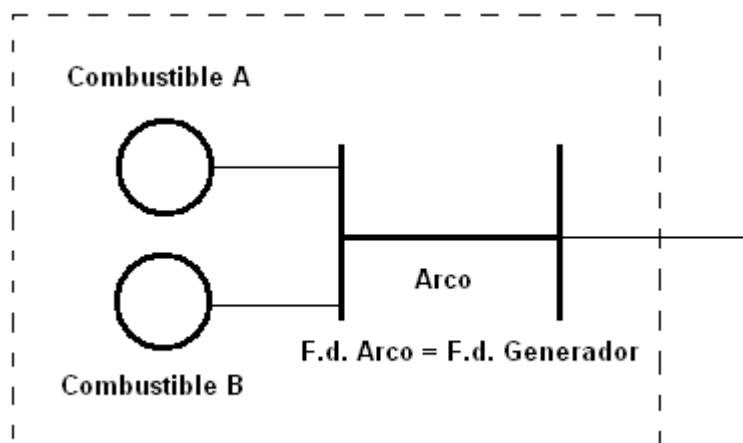 Combustible A
Arco
F.d. Arco = F.d. Generador
Combustible B